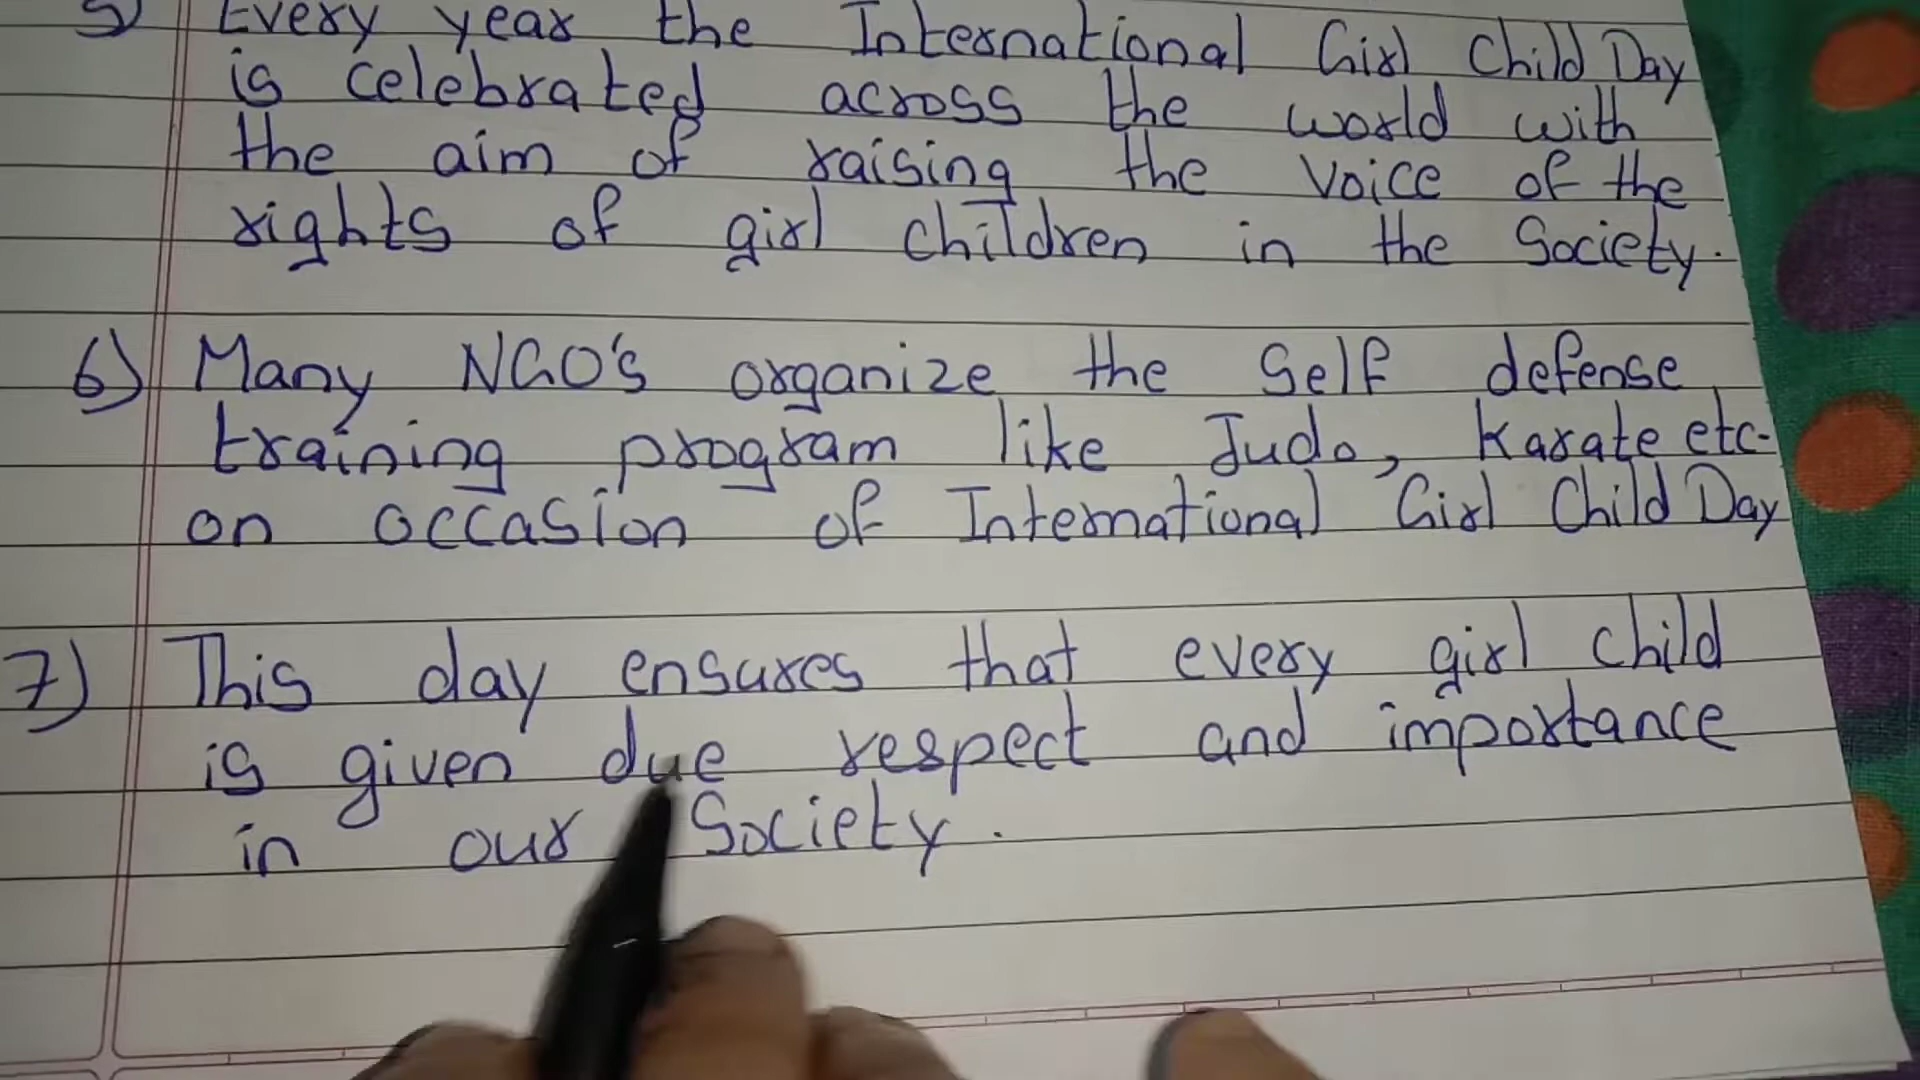 5) Every year the International Girl Child Day
is celebrated across the world with
the aim of raising the voice of the
rights of girl children in the Society.
6) Many NGO's organize the Self defense
training program like Judo, Karate etc-
on occasion of International Girl Child Day
7) This day ensures that every girl child
is given due respect and importance
in our Society.